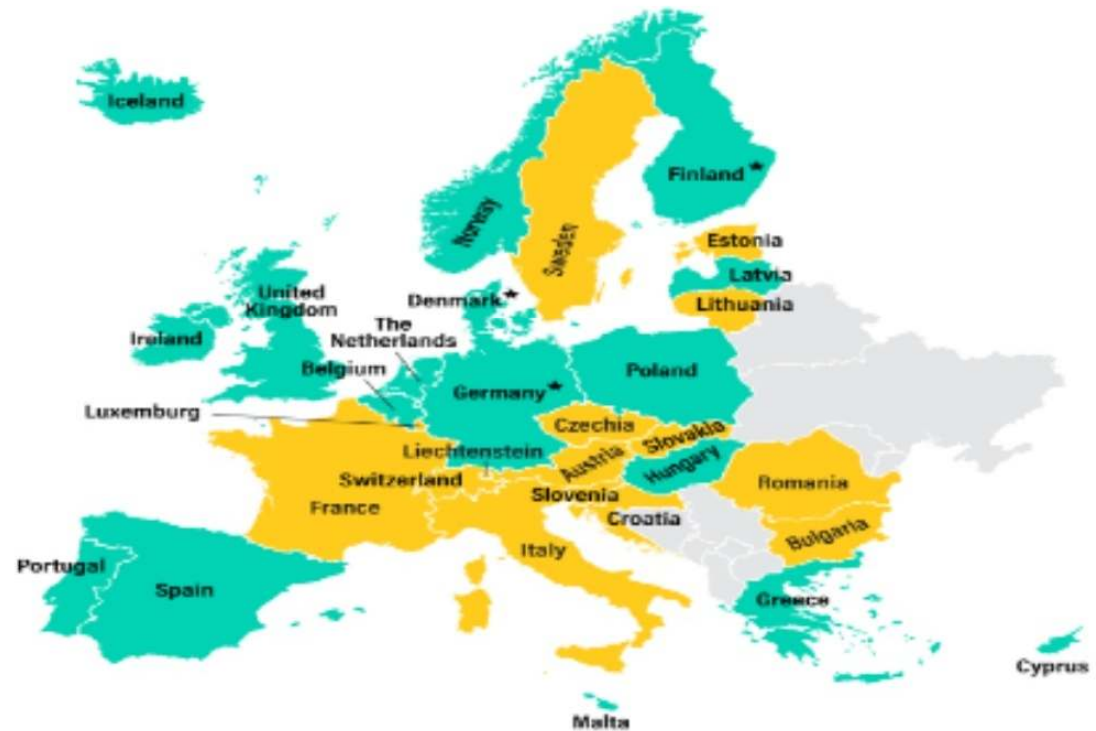 Iceland
Finland*
Norway
Sweden
Estonia
Latvia
Lithuania
Denmark*
United
Kingdom
Ireland
The
Netherlands
Belgium
Germany*
Poland
Luxemburg
Czechia
Slovakia
Liechtenstein
Austria
Hungary
Switzerland
Slovenia
Romania
France
Croatia
Bulgaria
Italy
Portugal
Spain
Greece
Cyprus
Malta